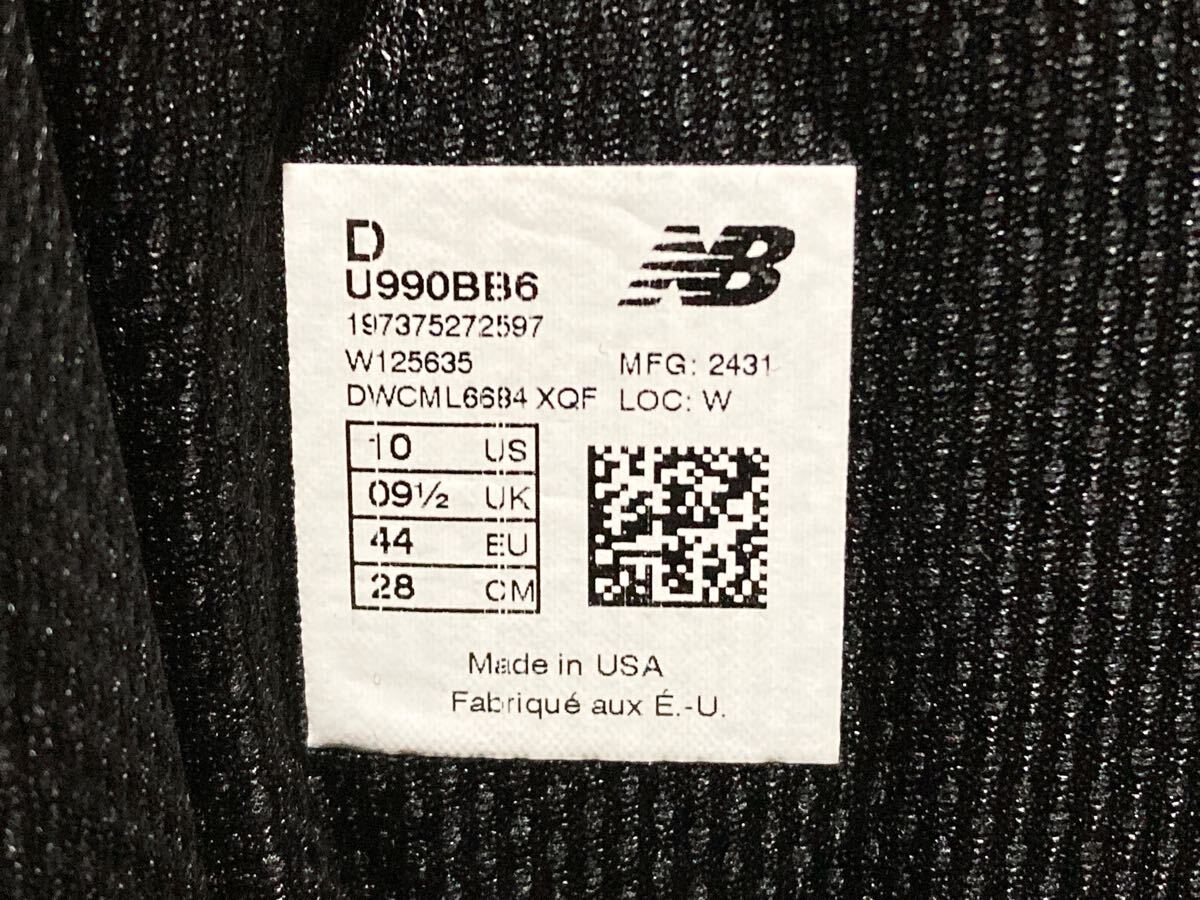 D
NB
U990BB6
197375272597
W125635 MFG: 2431
DWCML6684 XQF LOC: W
10 US
09½ UK
44 EU
28 CM
Made in USA
Fabriqué aux É.-U.